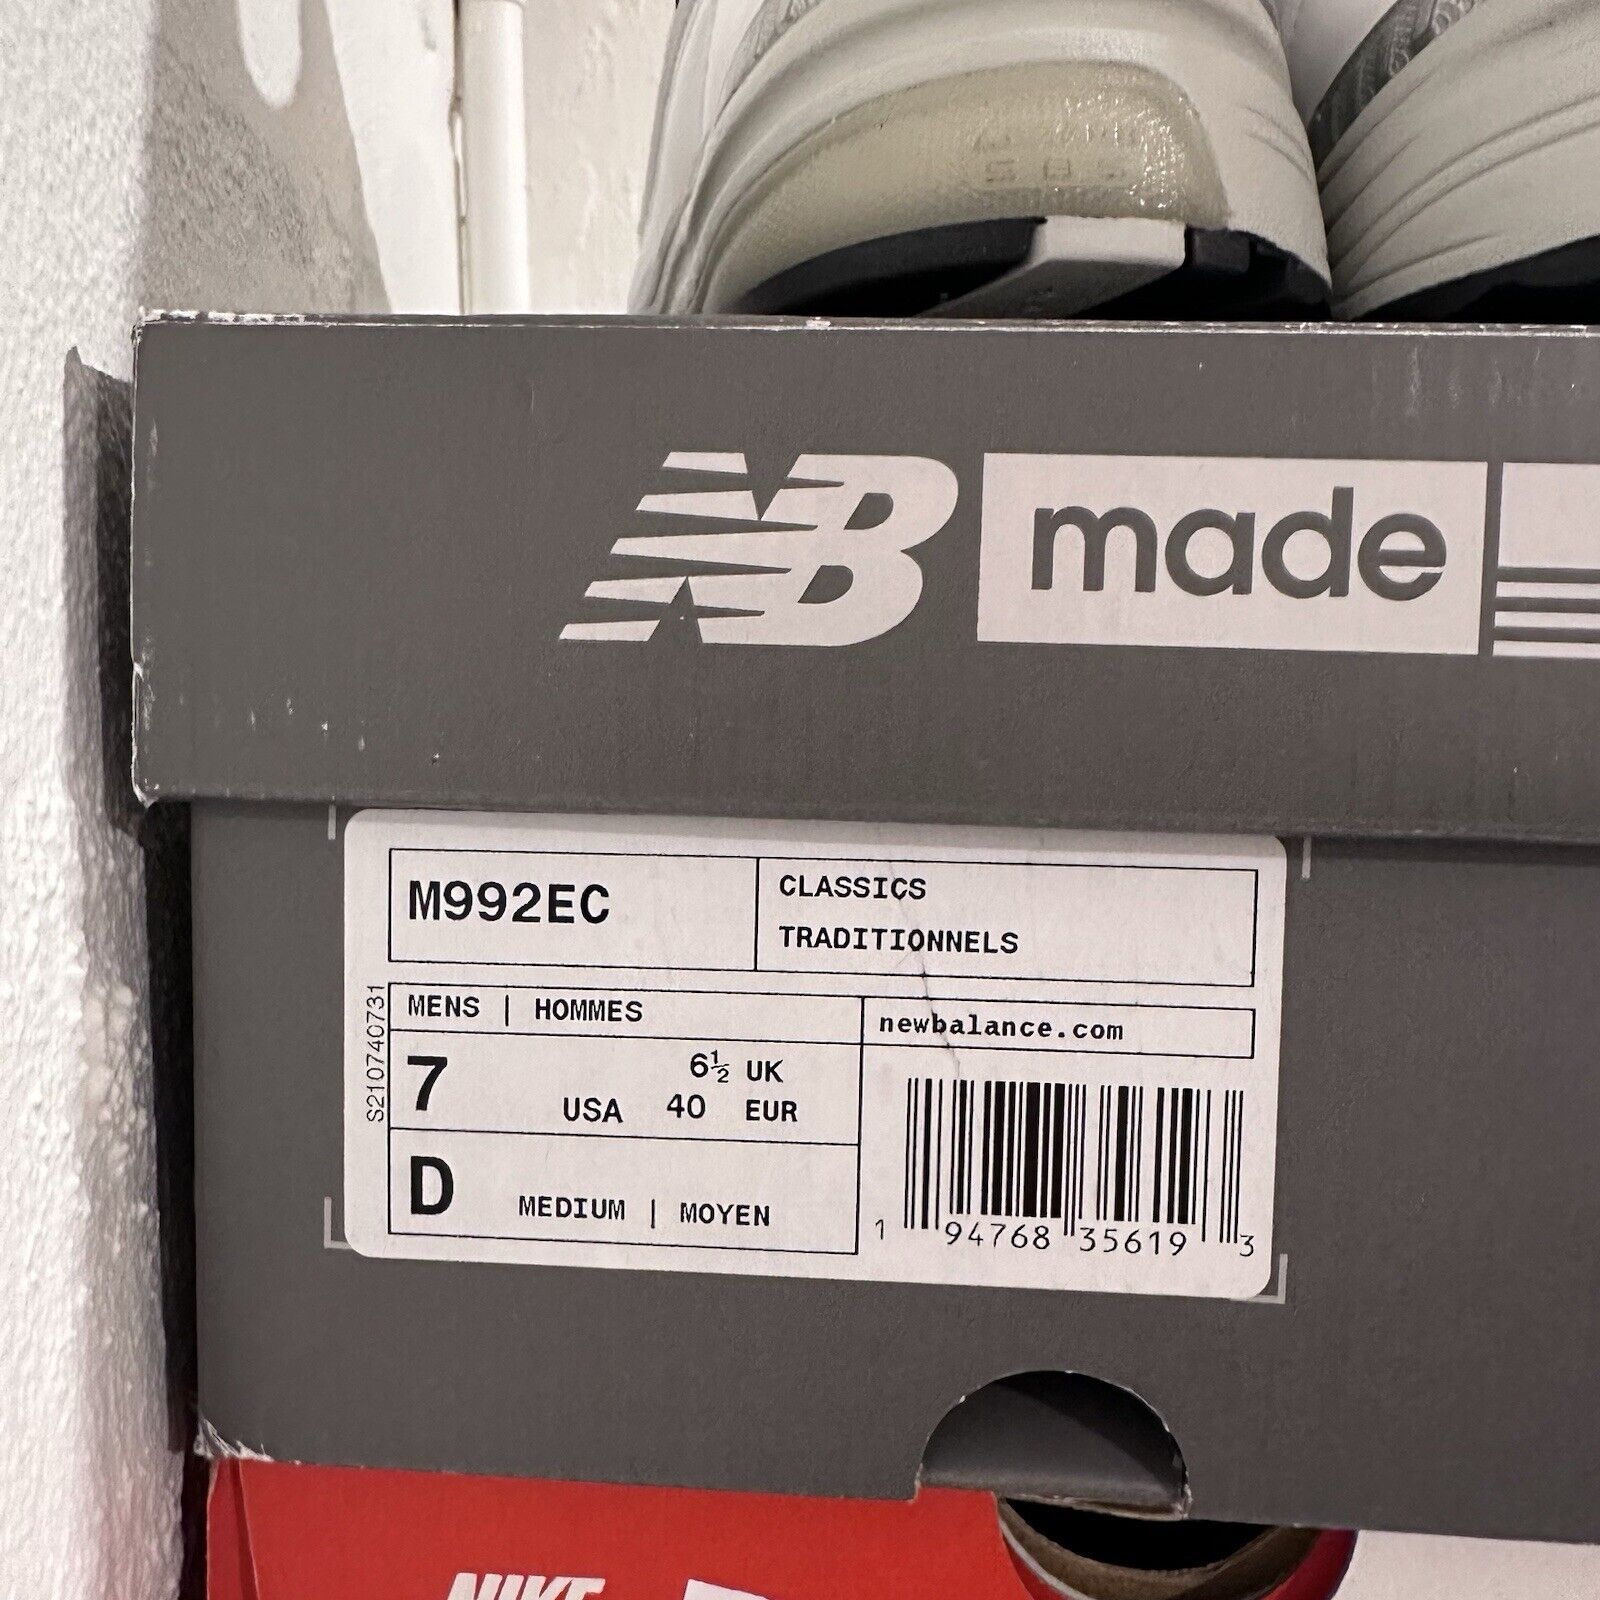 NB made
M992EC
CLASSICS
TRADITIONNELS
MENS | HOMMES
newbalance.com
7
6½ UK
USA 40 EUR
D MEDIUM | MOYEN
S210740731
1 94768 35619 3
NIKE